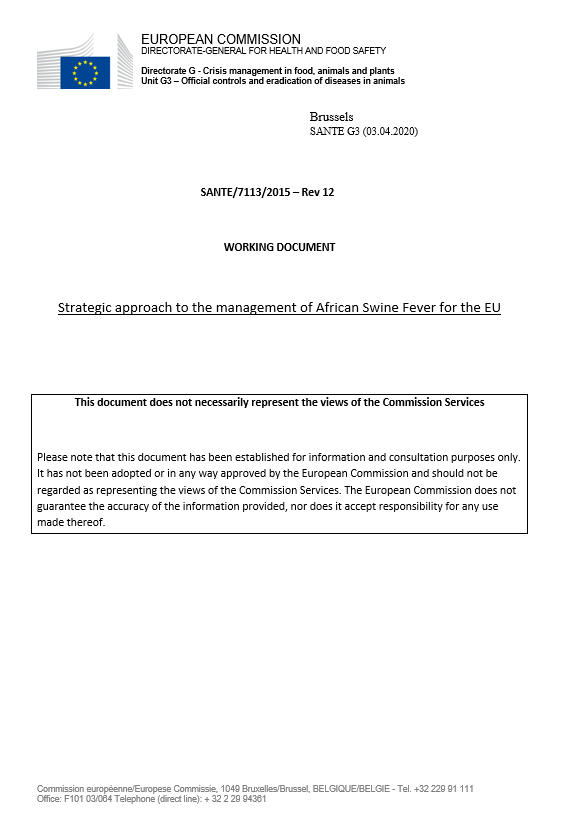 EUROPEAN COMMISSION
DIRECTORATE-GENERAL FOR HEALTH AND FOOD SAFETY
Directorate G - Crisis management in food, animals and plants
Unit G3 – Official controls and eradication of diseases in animals
Brussels
SANTE G3 (03.04.2020)
SANTE/7113/2015 – Rev 12
WORKING DOCUMENT
Strategic approach to the management of African Swine Fever for the EU
This document does not necessarily represent the views of the Commission Services
Please note that this document has been established for information and consultation purposes only.
It has not been adopted or in any way approved by the European Commission and should not be
regarded as representing the views of the Commission Services. The European Commission does not
guarantee the accuracy of the information provided, nor does it accept responsibility for any use
made thereof.
Commission européenne/Europese Commissie, 1049 Bruxelles/Brussel, BELGIQUE/BELGIE - Tel. +32 229 91 111
Office: F101 03/064 Telephone (direct line): + 32 2 29 94361